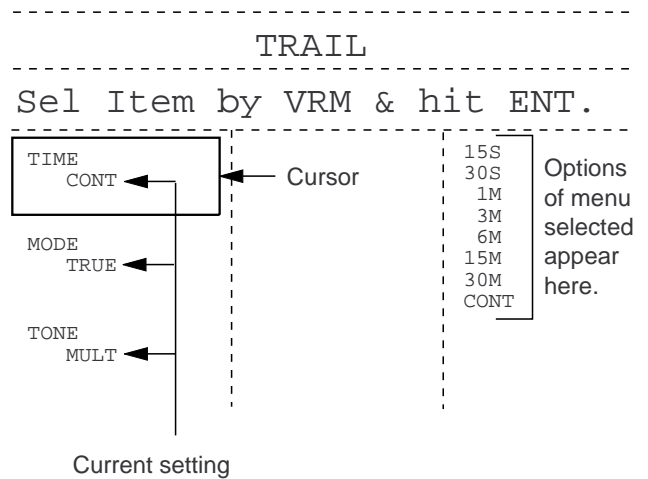 TRAIL
Sel Item by VRM & hit ENT.
TIME
CONT
Cursor
MODE
TRUE
TONE
MULT
Current setting
15S
30S
1M
3M
6M
15M
30M
CONT
Options
of menu
selected
appear
here.